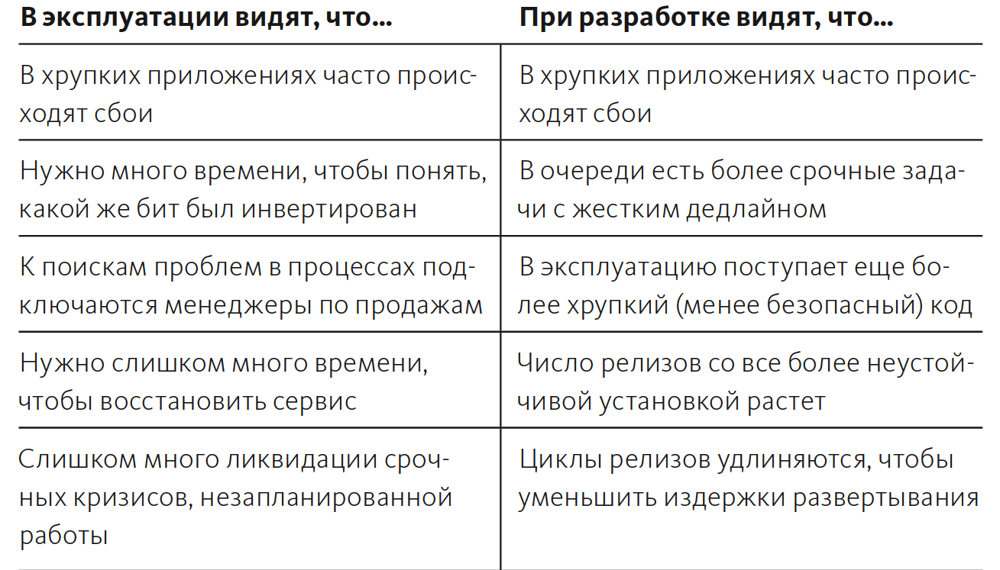 В эксплуатации видят, что...
При разработке видят, что...
В хрупких приложениях часто проис-
ходят сбои
В хрупких приложениях часто проис-
ходят сбои
Нужно много времени, чтобы понять,
какой же бит был инвертирован
В очереди есть более срочные зада-
чи с жестким дедлайном
К поискам проблем в процессах под-
ключаются менеджеры по продажам
В эксплуатацию поступает еще бо-
лее хрупкий (менее безопасный) код
Нужно слишком много времени,
чтобы восстановить сервис
Число релизов со все более неустой-
чивой установкой растет
Слишком много ликвидации сроч-
ных кризисов, незапланированной
работы
Циклы релизов удлиняются, чтобы
уменьшить издержки развертывания